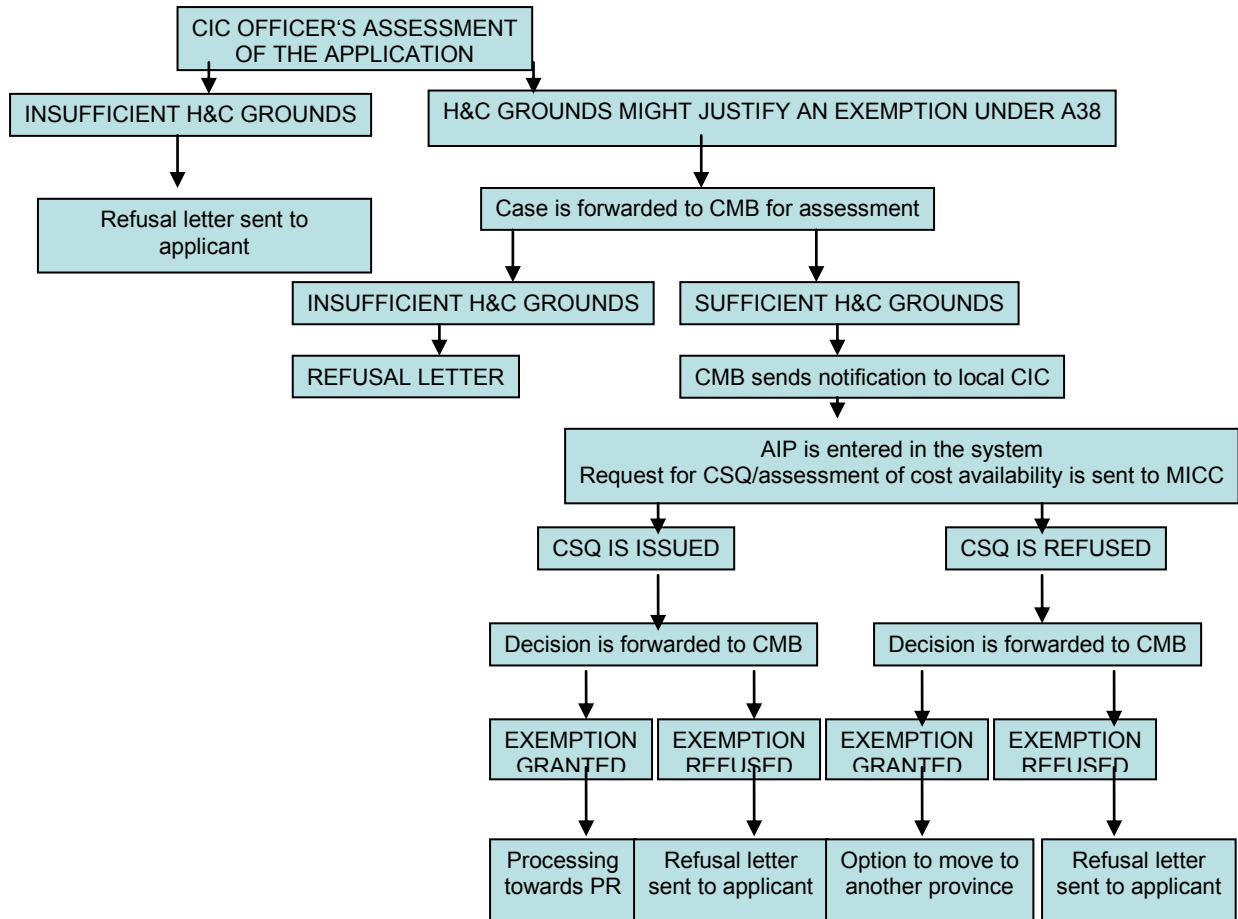 CIC OFFICER‘S ASSESSMENT
OF THE APPLICATION
INSUFFICIENT H&C GROUNDS
H&C GROUNDS MIGHT JUSTIFY AN EXEMPTION UNDER A38
Refusal letter sent to
applicant
Case is forwarded to CMB for assessment
INSUFFICIENT H&C GROUNDS
SUFFICIENT H&C GROUNDS
REFUSAL LETTER
CMB sends notification to local CIC
AIP is entered in the system
Request for CSQ/assessment of cost availability is sent to MICC
CSQ IS ISSUED
CSQ IS REFUSED
Decision is forwarded to CMB
Decision is forwarded to CMB
EXEMPTION
GRANTED
EXEMPTION
REFUSED
EXEMPTION
GRANTED
EXEMPTION
REFUSED
Processing
towards PR
Refusal letter
sent to applicant
Option to move to
another province
Refusal letter
sent to applicant